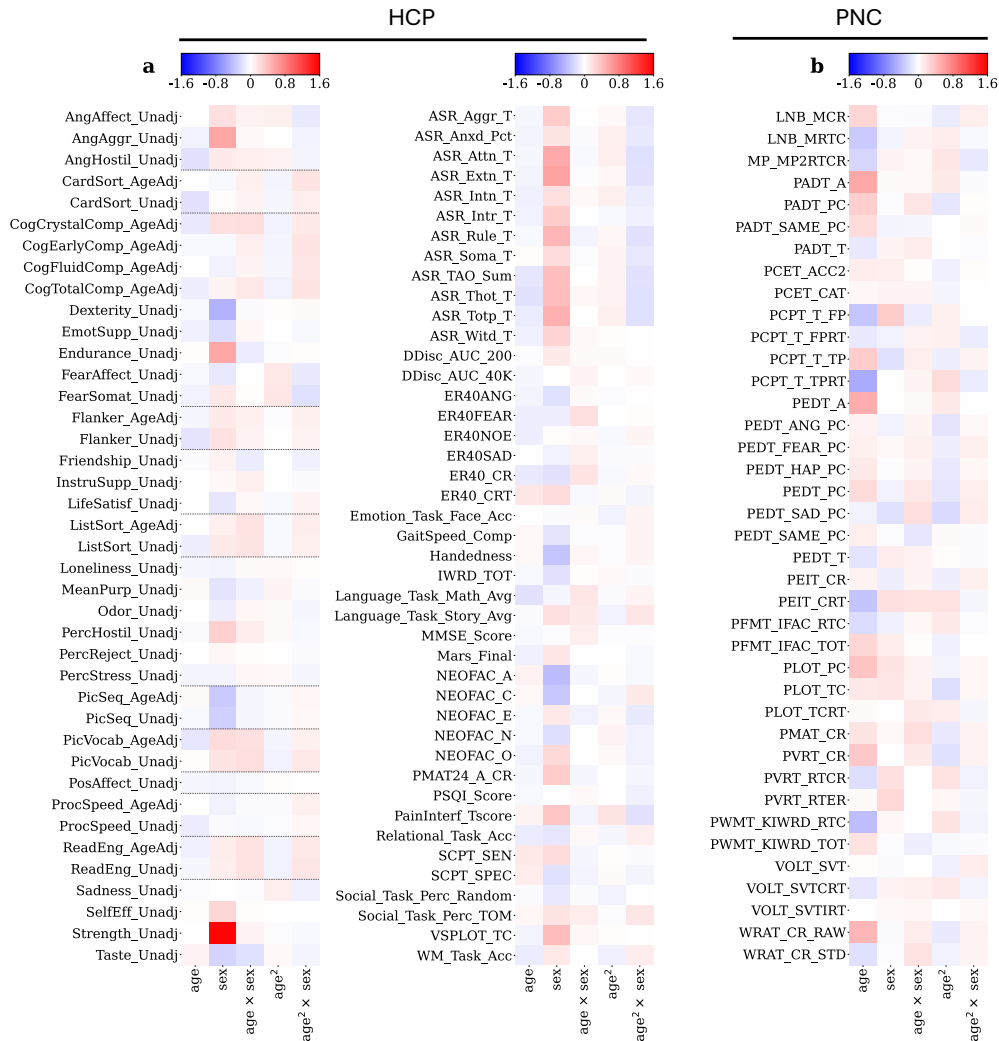 HCP
PNC
a
-1.6 -0.8 0 0.8 1.6
-1.6 -0.8 0 0.8 1.6
b
-1.6 -0.8 0 0.8 1.6
AngAffect_Unadj
AngAggr_Unadj
AngHostil_Unadj
CardSort_AgeAdj
CardSort_Unadj
CogCrystalComp_AgeAdj
CogEarlyComp_AgeAdj
CogFluidComp_AgeAdj
CogTotalComp_AgeAdj
Dexterity_Unadj
EmotSupp_Unadj
Endurance_Unadj
FearAffect_Unadj
FearSomat_Unadj
Flanker_AgeAdj
Flanker_Unadj
Friendship_Unadj
InstruSupp_Unadj
LifeSatisf_Unadj
ListSort_AgeAdj
ListSort_Unadj
Loneliness_Unadj
MeanPurp_Unadj
Odor_Unadj
PercHostil_Unadj
PercReject_Unadj
PercStress_Unadj
PicSeq_AgeAdj
PicSeq_Unadj
PicVocab_AgeAdj
PicVocab_Unadj
PosAffect_Unadj
ProcSpeed_AgeAdj
ProcSpeed_Unadj
ReadEng_AgeAdj
ReadEng_Unadj
Sadness_Unadj
SelfEff_Unadj
Strength_Unadj
Taste_Unadj
age
sex
age × sex
age²
age² × sex
ASR_Aggr_T
ASR_Anxd_Pct
ASR_Attn_T
ASR_Extn_T
ASR_Intn_T
ASR_Intr_T
ASR_Rule_T
ASR_Soma_T
ASR_TAO_Sum
ASR_Thot_T
ASR_Totp_T
ASR_Witd_T
DDisc_AUC_200
DDisc_AUC_40K
ER40ANG
ER40FEAR
ER40NOE
ER40SAD
ER40_CR
ER40_CRT
Emotion_Task_Face_Acc
GaitSpeed_Comp
Handedness
IWRD_TOT
Language_Task_Math_Avg
Language_Task_Story_Avg
MMSE_Score
Mars_Final
NEOFAC_A
NEOFAC_C
NEOFAC_E
NEOFAC_N
NEOFAC_O
PMAT24_A_CR
PSQI_Score
PainInterf_Tscore
Relational_Task_Acc
SCPT_SEN
SCPT_SPEC
Social_Task_Perc_Random
Social_Task_Perc_TOM
VSPLOT_TC
WM_Task_Acc
age
sex
age × sex
age²
age² × sex
LNB_MCR
LNB_MRTC
MP_MP2RTCR
PADT_A
PADT_PC
PADT_SAME_PC
PADT_T
PCET_ACC2
PCET_CAT
PCPT_T_FP
PCPT_T_FPRT
PCPT_T_TP
PCPT_T_TPRT
PEDT_A
PEDT_ANG_PC
PEDT_FEAR_PC
PEDT_HAP_PC
PEDT_PC
PEDT_SAD_PC
PEDT_SAME_PC
PEDT_T
PEIT_CR
PEIT_CRT
PFMT_IFAC_RTC
PFMT_IFAC_TOT
PLOT_PC
PLOT_TC
PLOT_TCRT
PMAT_CR
PVRT_CR
PVRT_RTCR
PVRT_RTER
PWMT_KIWRD_RTC
PWMT_KIWRD_TOT
VOLT_SVT
VOLT_SVTCRT
VOLT_SVTIRT
WRAT_CR_RAW
WRAT_CR_STD
age
sex
age × sex
age²
age² × sex